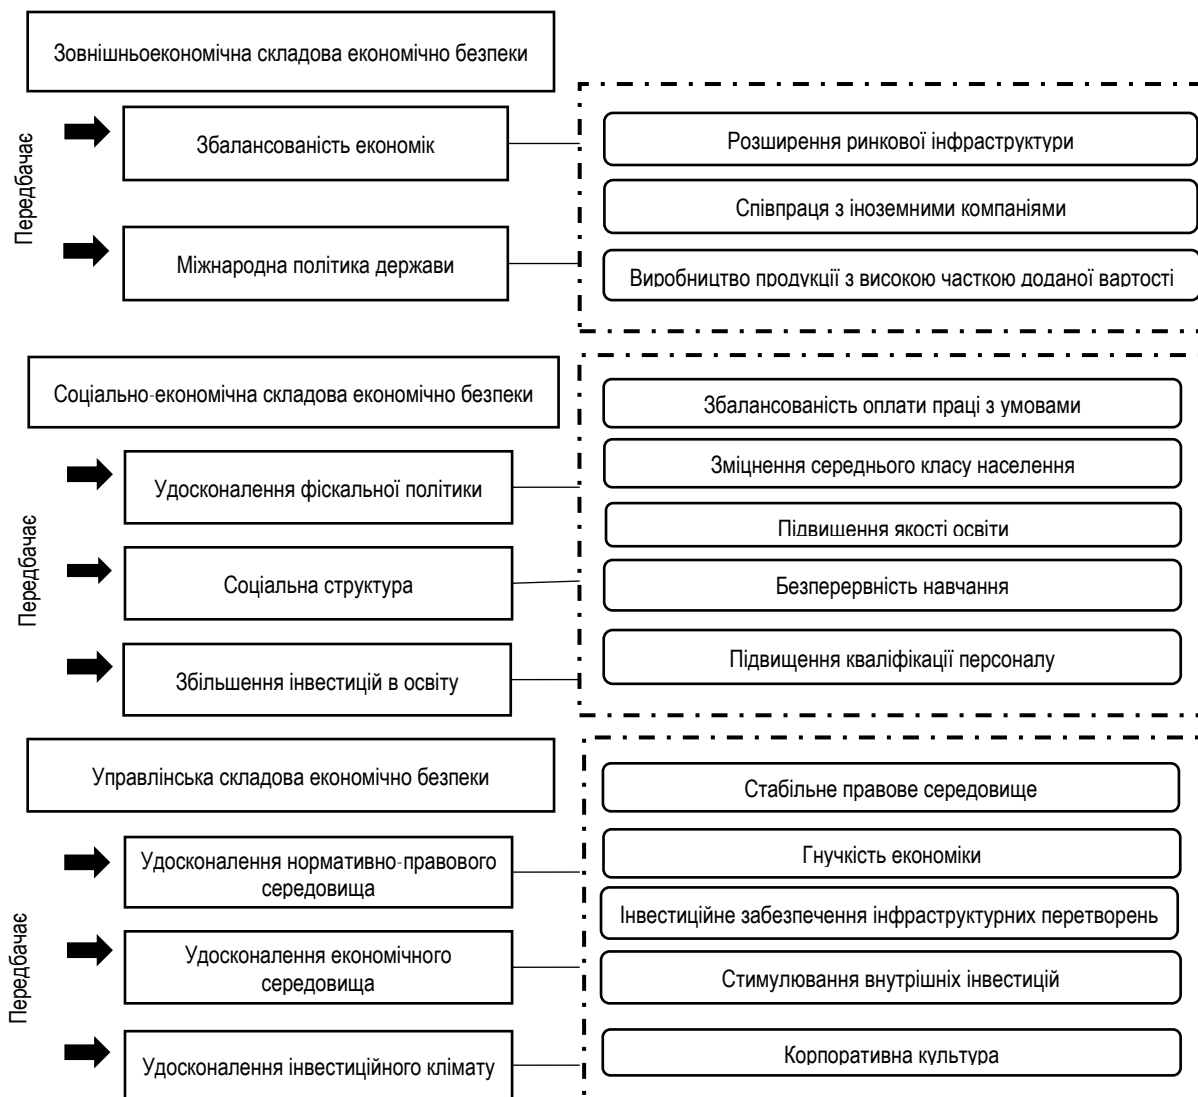 Зовнішньоекономічна складова економічно безпеки
Передбачає
Збалансованість економік
Міжнародна політика держави
Розширення ринкової інфраструктури
Співпраця з іноземними компаніями
Виробництво продукції з високою часткою доданої вартості
Соціально-економічна складова економічно безпеки
Передбачає
Удосконалення фіскальної політики
Соціальна структура
Збільшення інвестицій в освіту
Збалансованість оплати праці з умовами
Зміцнення середнього класу населення
Підвищення якості освіти
Безперервність навчання
Підвищення кваліфікації персоналу
Управлінська складова економічно безпеки
Передбачає
Удосконалення нормативно-правового
середовища
Удосконалення економічного
середовища
Удосконалення інвестиційного клімату
Стабільне правове середовище
Гнучкість економіки
Інвестиційне забезпечення інфраструктурних перетворень
Стимулювання внутрішніх інвестицій
Корпоративна культура